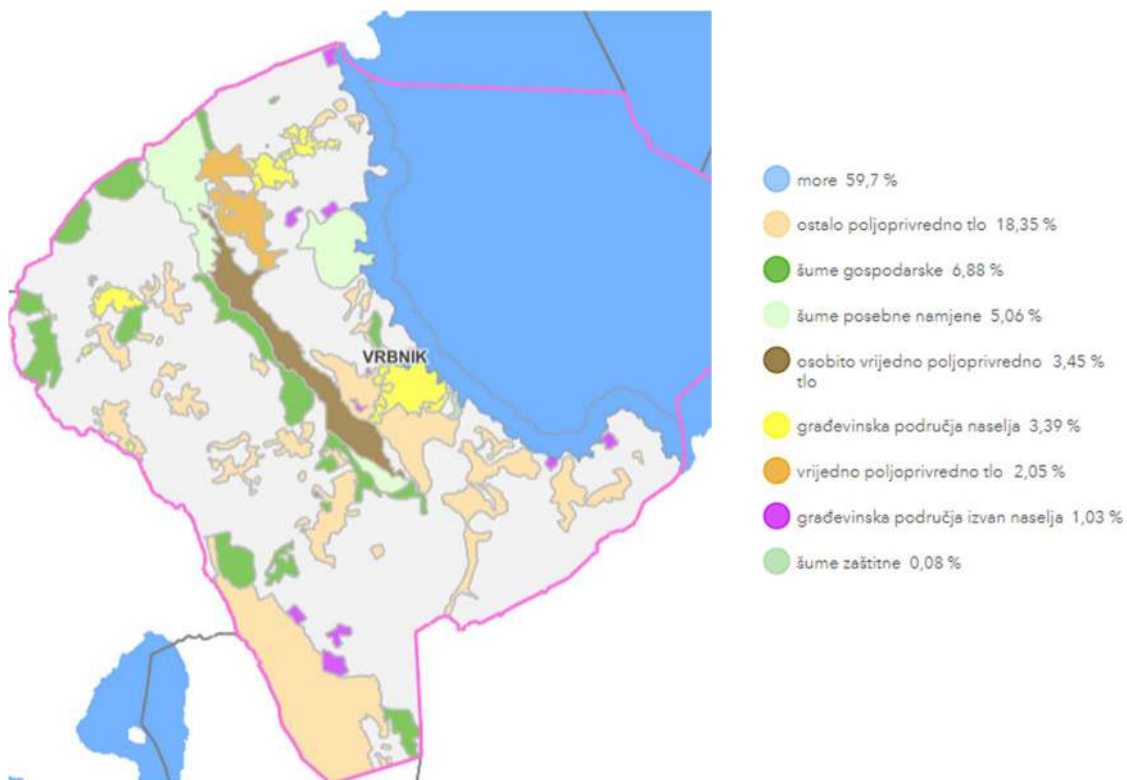 VRBNIK
more 59,7 %
ostalo poljoprivredno tlo 18,35 %
šume gospodarske 6,88 %
šume posebne namjene 5,06 %
osobito vrijedno poljoprivredno 3,45 %
tlo
građevinska područja naselja 3,39 %
vrijedno poljoprivredno tlo 2,05 %
građevinska područja izvan naselja 1,03 %
šume zaštitne 0,08 %